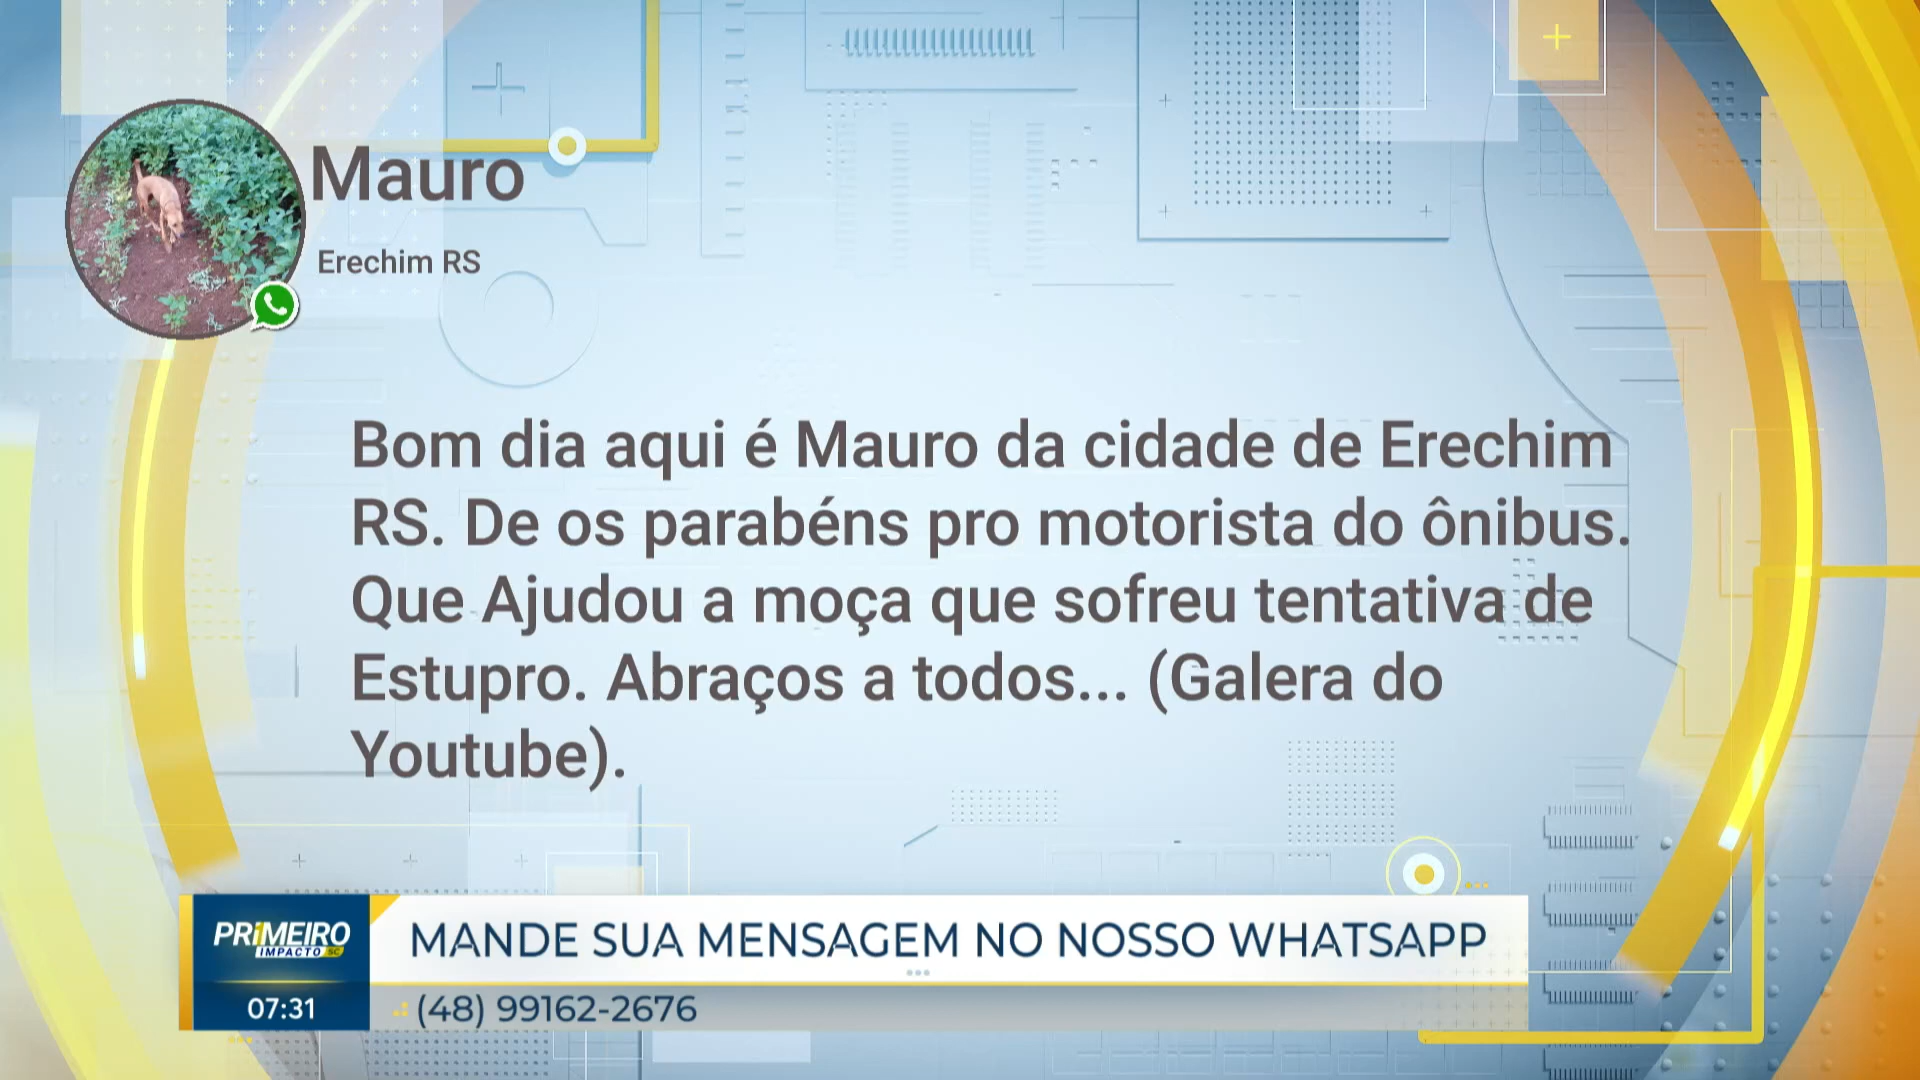 Mauro
Erechim RS
Bom dia aqui é Mauro da cidade de Erechim
RS. De os parabéns pro motorista do ônibus.
Que Ajudou a moça que sofreu tentativa de
Estupro. Abraços a todos... (Galera do
Youtube).
PRiMEIRO
IMPACTO SC
MANDE SUA MENSAGEM NO NOSSO WHATSAPP
07:31
(48) 99162-2676